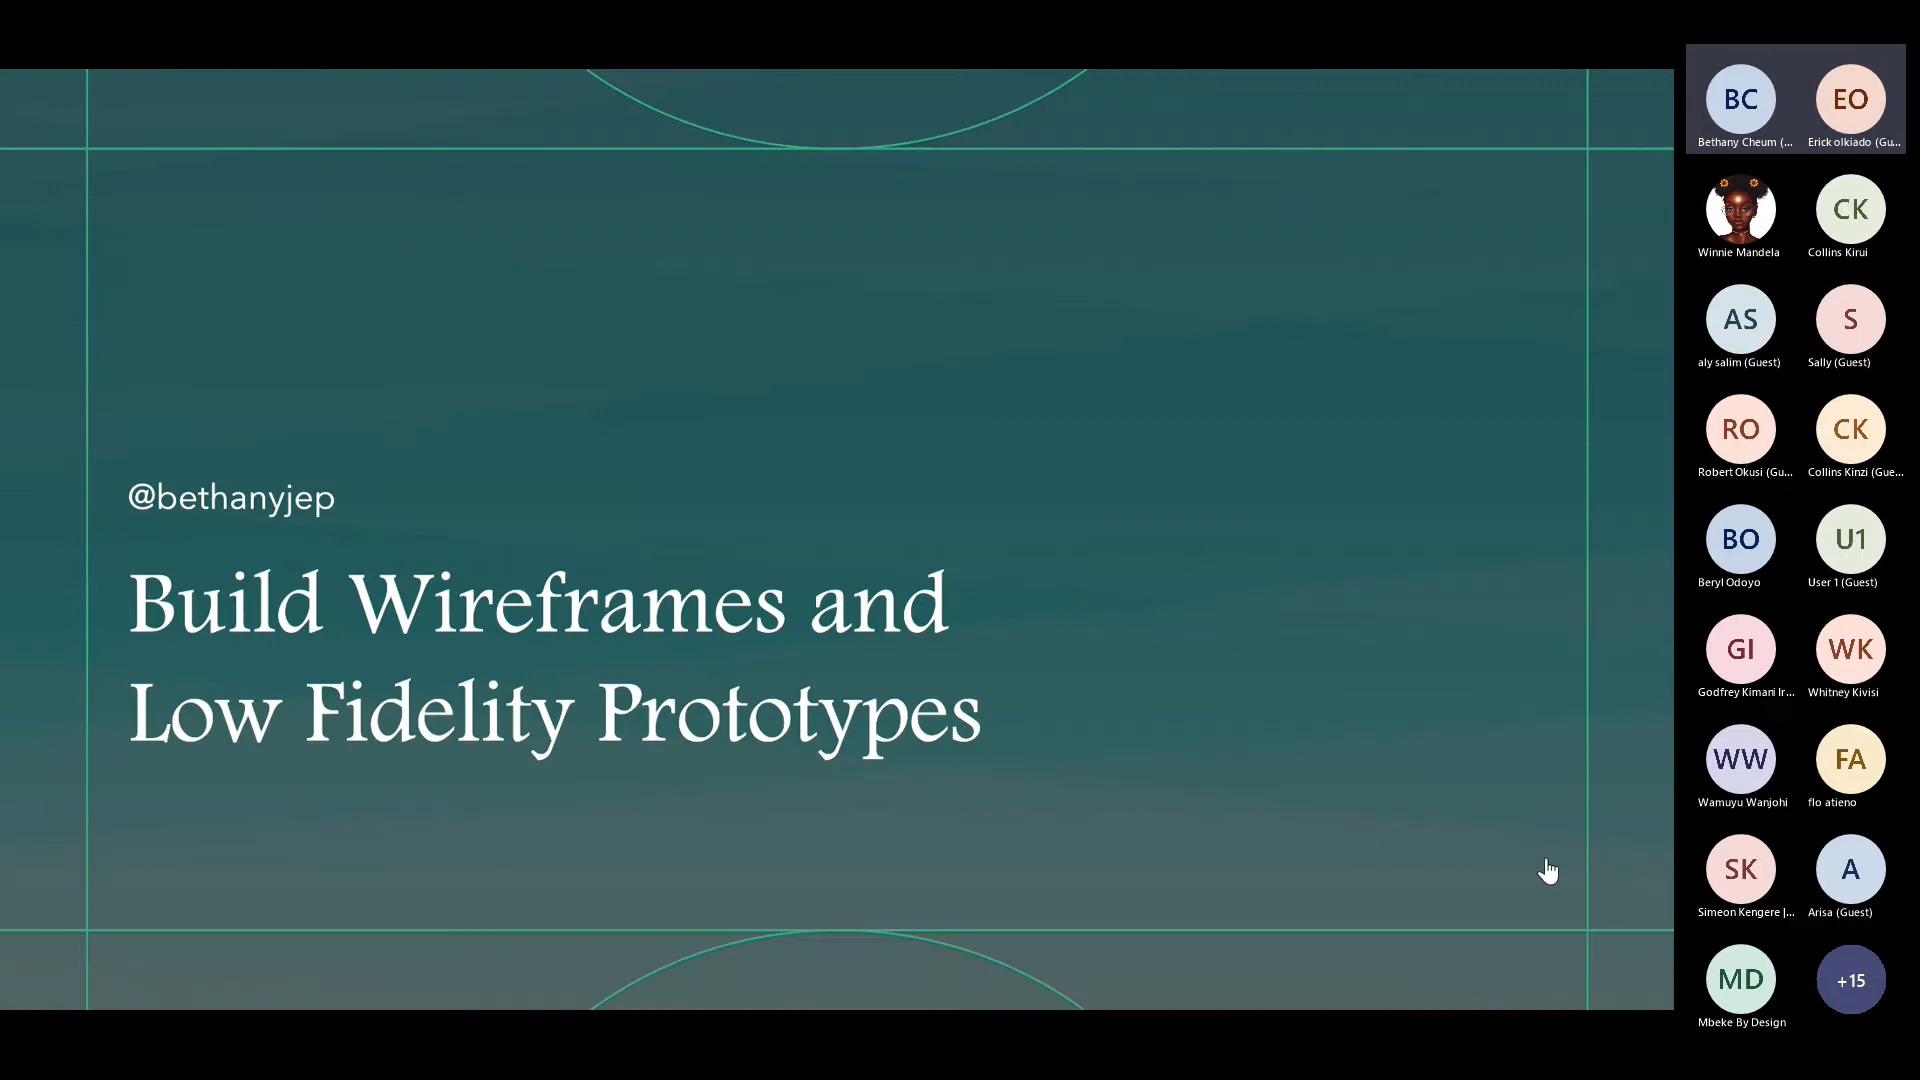 @bethanyjep
Build Wireframes and
Low Fidelity Prototypes
BC
EO
Bethany Cheum (...
Erick olkiado (Gu...
CK
Winnie Mandela
Collins Kirui
AS
S
aly salim (Guest)
Sally (Guest)
RO
CK
Robert Okusi (Gu...
Collins Kinzi (Gue...
BO
U1
Beryl Odoyo
User 1 (Guest)
GI
WK
Godfrey Kimani Ir...
Whitney Kivisi
WW
FA
Wamuyu Wanjohi
flo atieno
SK
A
Simeon Kengere |...
Arisa (Guest)
MD
+15
Mbeke By Design